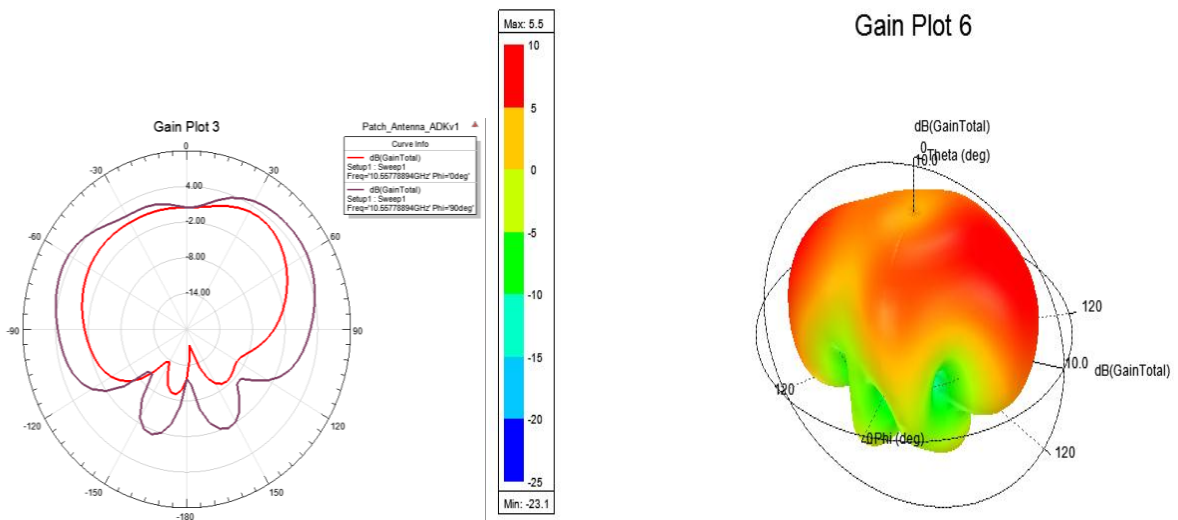 Gain Plot 3
Patch_Antenna_ADKv1
Curve Info
dB(GainTotal)
Setup1 : Sweep1
Freq='10.55778894GHz' Phi='0deg'
dB(GainTotal)
Setup1 : Sweep1
Freq='10.55778894GHz' Phi='90deg'
0
-30
30
4.00
-2.00
-60
60
-8.00
-14.00
-90
90
-120
120
-150
150
-180
Max: 5.5
10
5
0
-5
-10
-15
-20
-25
Min: -23.1
Gain Plot 6
dB(GainTotal)
0
10.0
Theta (deg)
120
10.0
dB(GainTotal)
120
0
Phi (deg)
120